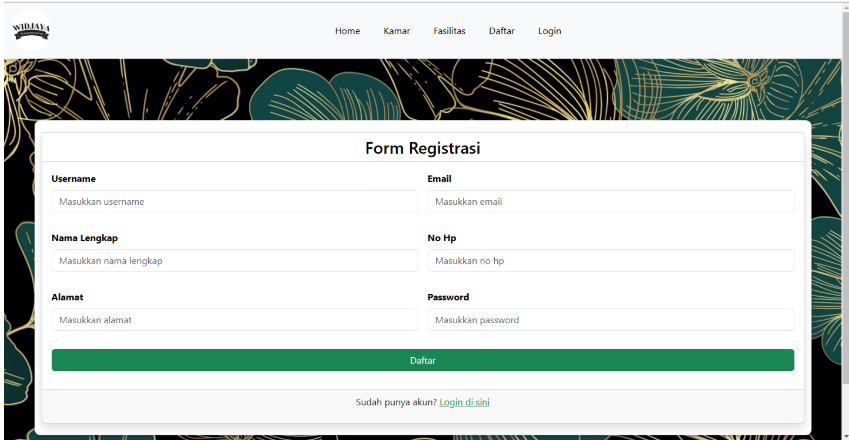 WIDJAYA
Home Kamar Fasilitas Daftar Login
Form Registrasi
Username Email
Masukkan username Masukkan email
Nama Lengkap No Hp
Masukkan nama lengkap Masukkan no hp
Alamat Password
Masukkan alamat Masukkan password
Daftar
Sudah punya akun? Login di sini